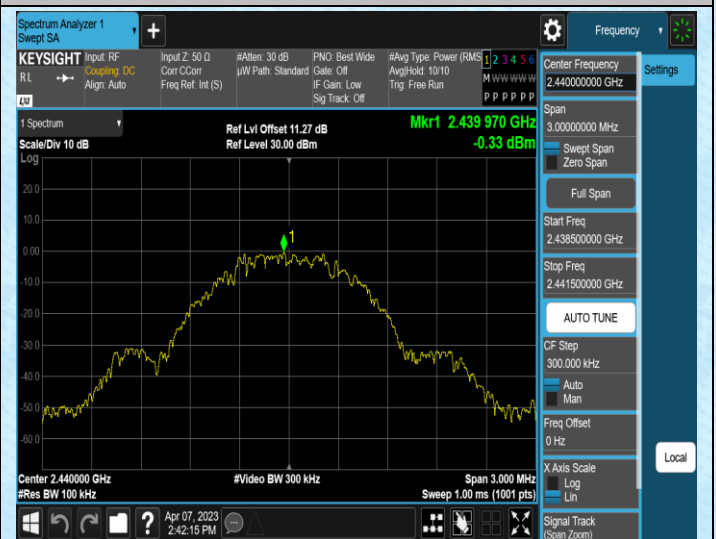 Spectrum Analyzer 1
Swept SA
+
Frequency
KEYSIGHT
RL
LXI
Input: RF
Coupling: DC
Align: Auto
Input Z: 50 Ω
Corr CCorr
Freq Ref: Int (S)
#Atten: 30 dB
µW Path: Standard
PNO: Best Wide
Gate: Off
IF Gain: Low
Sig Track: Off
#Avg Type: Power (RMS
Avg|Hold: 10/10
Trig: Free Run
1 2 3 4 5 6
M W W W W W
P P P P P P
1 Spectrum
Scale/Div 10 dB
Log
Ref Lvl Offset 11.27 dB
Ref Level 30.00 dBm
Mkr1 2.439 970 GHz
-0.33 dBm
1
20.0
10.0
0.00
-10.0
-20.0
-30.0
-40.0
-50.0
-60.0
Center 2.440000 GHz
#Res BW 100 kHz
#Video BW 300 kHz
Span 3.000 MHz
Sweep 1.00 ms (1001 pts)
?
Apr 07, 2023
2:42:15 PM
Center Frequency
2.440000000 GHz
Settings
Span
3.00000000 MHz
Swept Span
Zero Span
Full Span
Start Freq
2.438500000 GHz
Stop Freq
2.441500000 GHz
AUTO TUNE
CF Step
300.000 kHz
Auto
Man
Freq Offset
0 Hz
X Axis Scale
Log
Lin
Signal Track
(Span Zoom)
Local